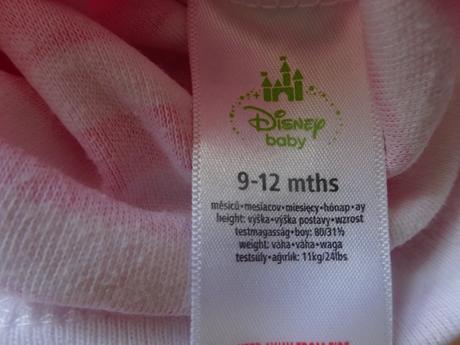 Disney
baby
9-12 mths
měsíců•mesiacov•miesięcy•hónap•ay
height: výška•výška postavy•wzrost
testmagasság•boy: 80/31½
weight: váha•váha•waga
testsúly•ağırlık: 11kg/24lbs